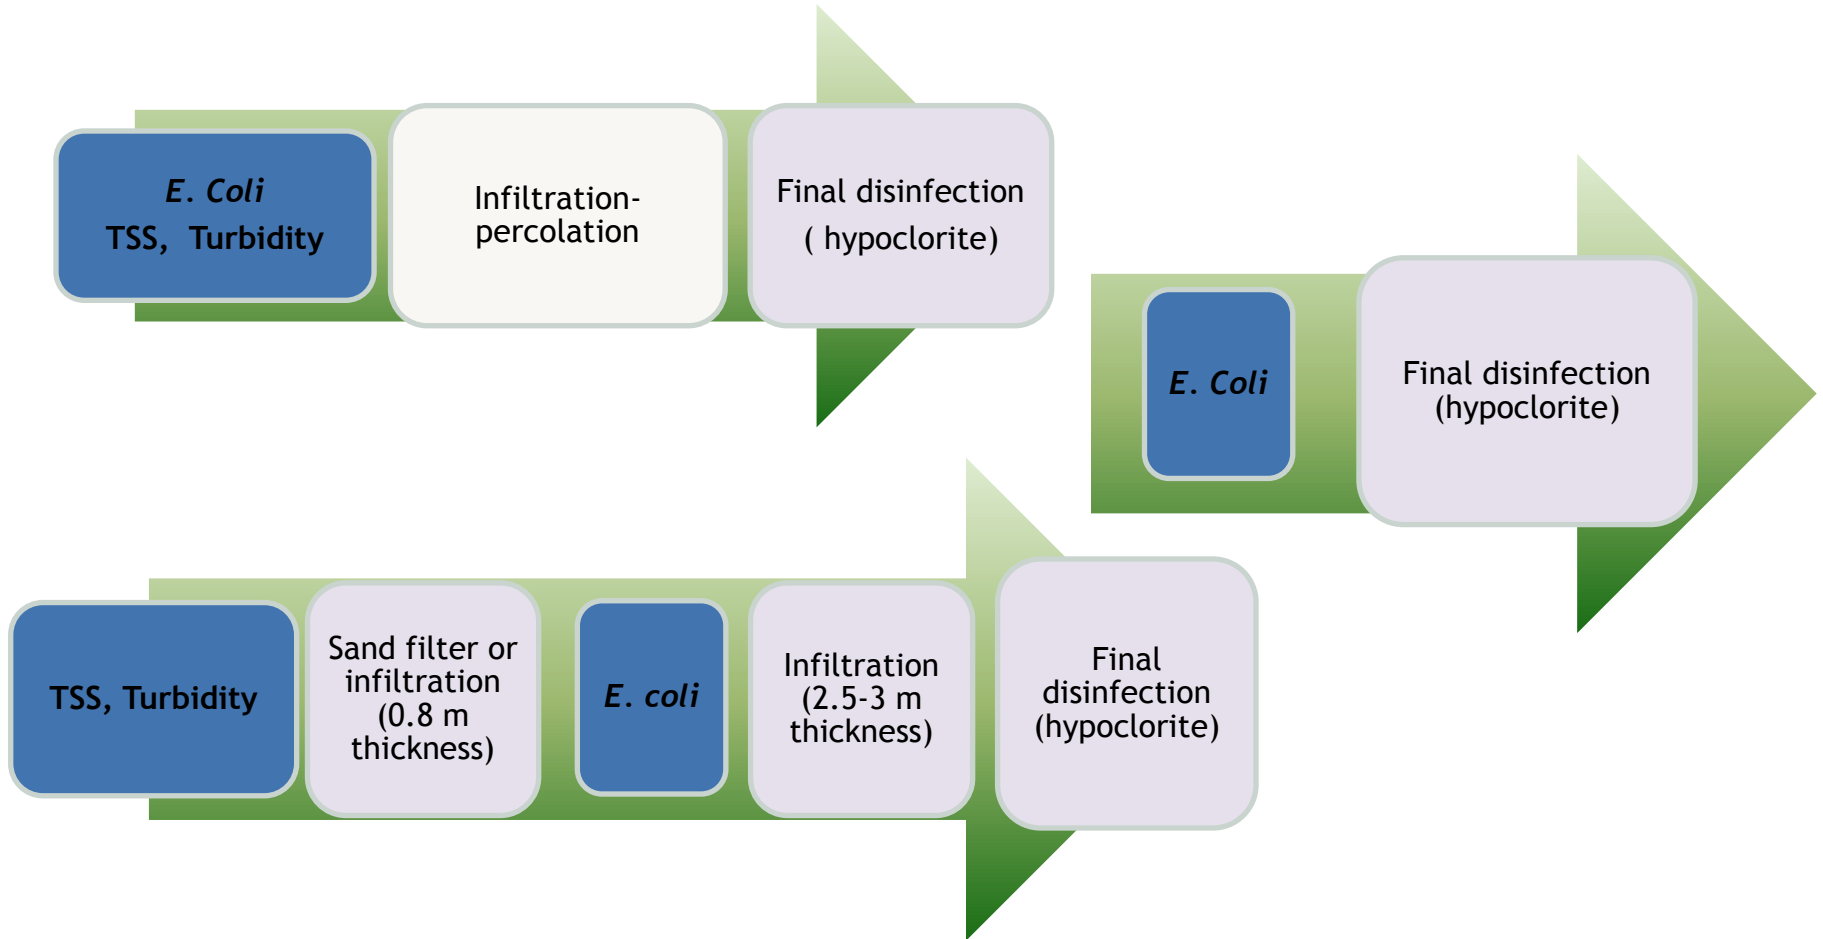 E. Coli
TSS, Turbidity
Infiltration-
percolation
Final disinfection
( hypoclorite)
E. Coli
Final disinfection
(hypoclorite)
TSS, Turbidity
Sand filter or
infiltration
(0.8 m
thickness)
E. coli
Infiltration
(2.5-3 m
thickness)
Final
disinfection
(hypoclorite)